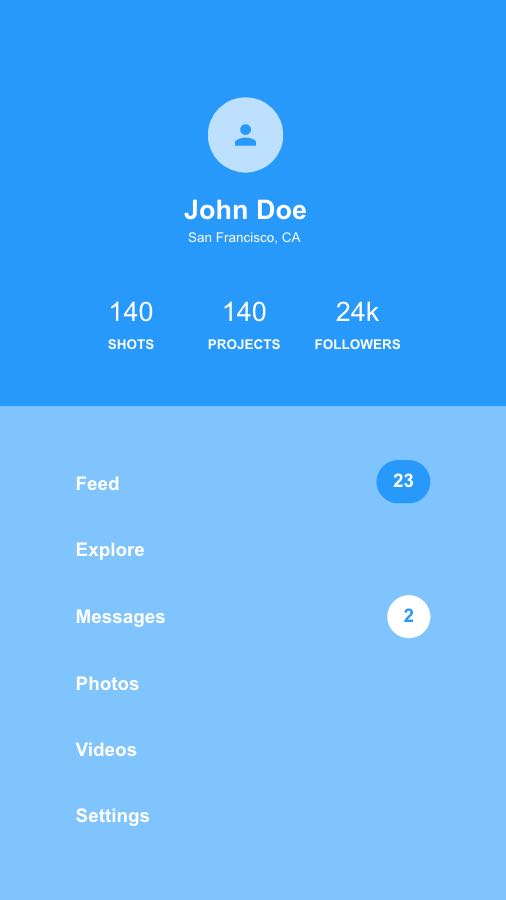 John Doe
San Francisco, CA
140 140 24k
SHOTS PROJECTS FOLLOWERS
Feed 23
Explore
Messages 2
Photos
Videos
Settings